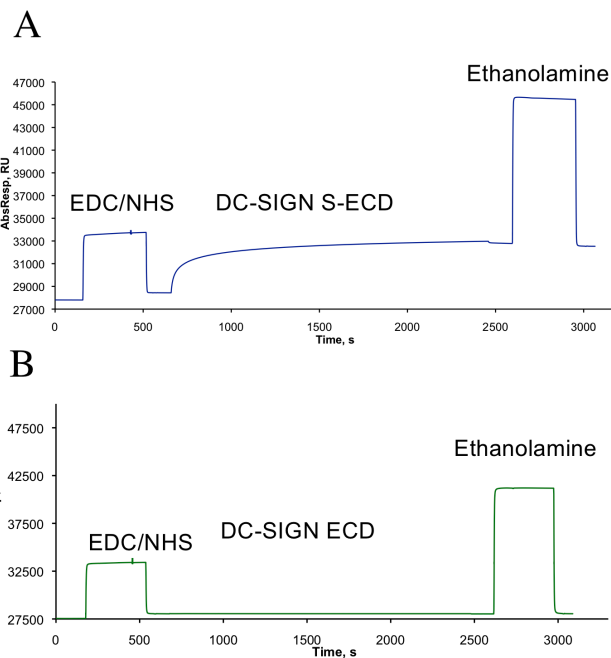 A
Ethanolamine
47000
45000
43000
41000
39000
37000
35000
33000
31000
29000
27000
AbsResp, RU
EDC/NHS
DC-SIGN S-ECD
0
500
1000
1500
2000
2500
3000
Time, s
B
47500
42500
37500
32500
27500
Ethanolamine
EDC/NHS
DC-SIGN ECD
0
500
1000
1500
2000
2500
3000
Time, s